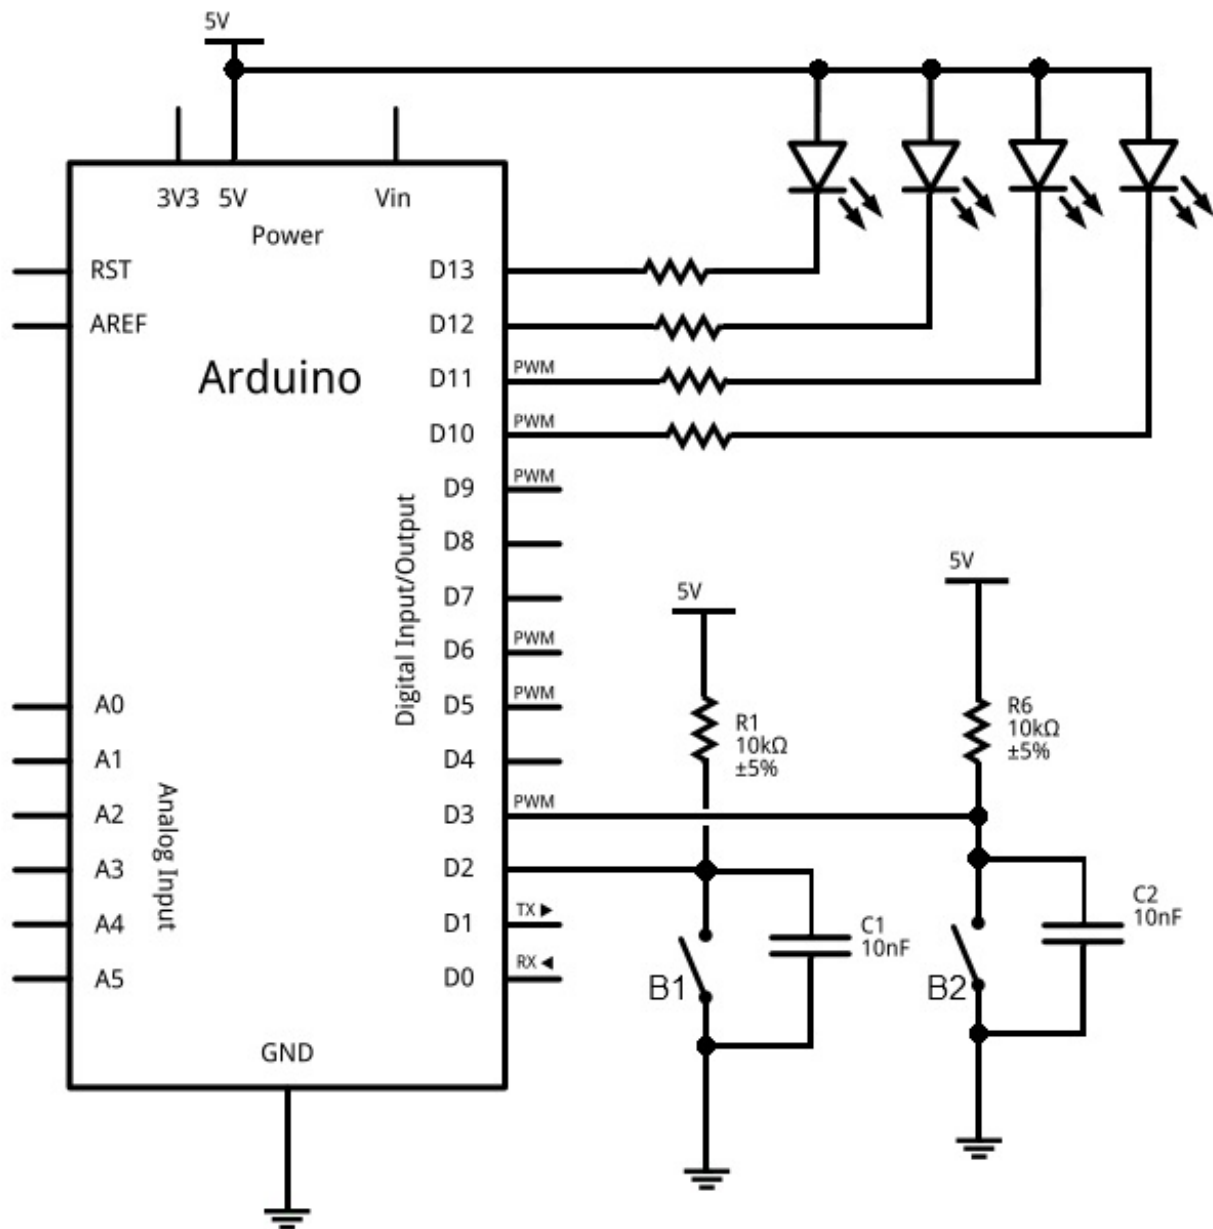 5V
3V3 5V Vin
Power
RST
AREF
Arduino
D13
D12
D11 PWM
D10 PWM
D9 PWM
D8
D7
D6 PWM
D5 PWM
D4
D3 PWM
D2
D1 TX ▶
D0 RX ◀
Digital Input/Output
A0
A1
A2
A3
A4
A5
Analog Input
GND
5V
R1
10kΩ
±5%
B1
C1
10nF
5V
R6
10kΩ
±5%
B2
C2
10nF